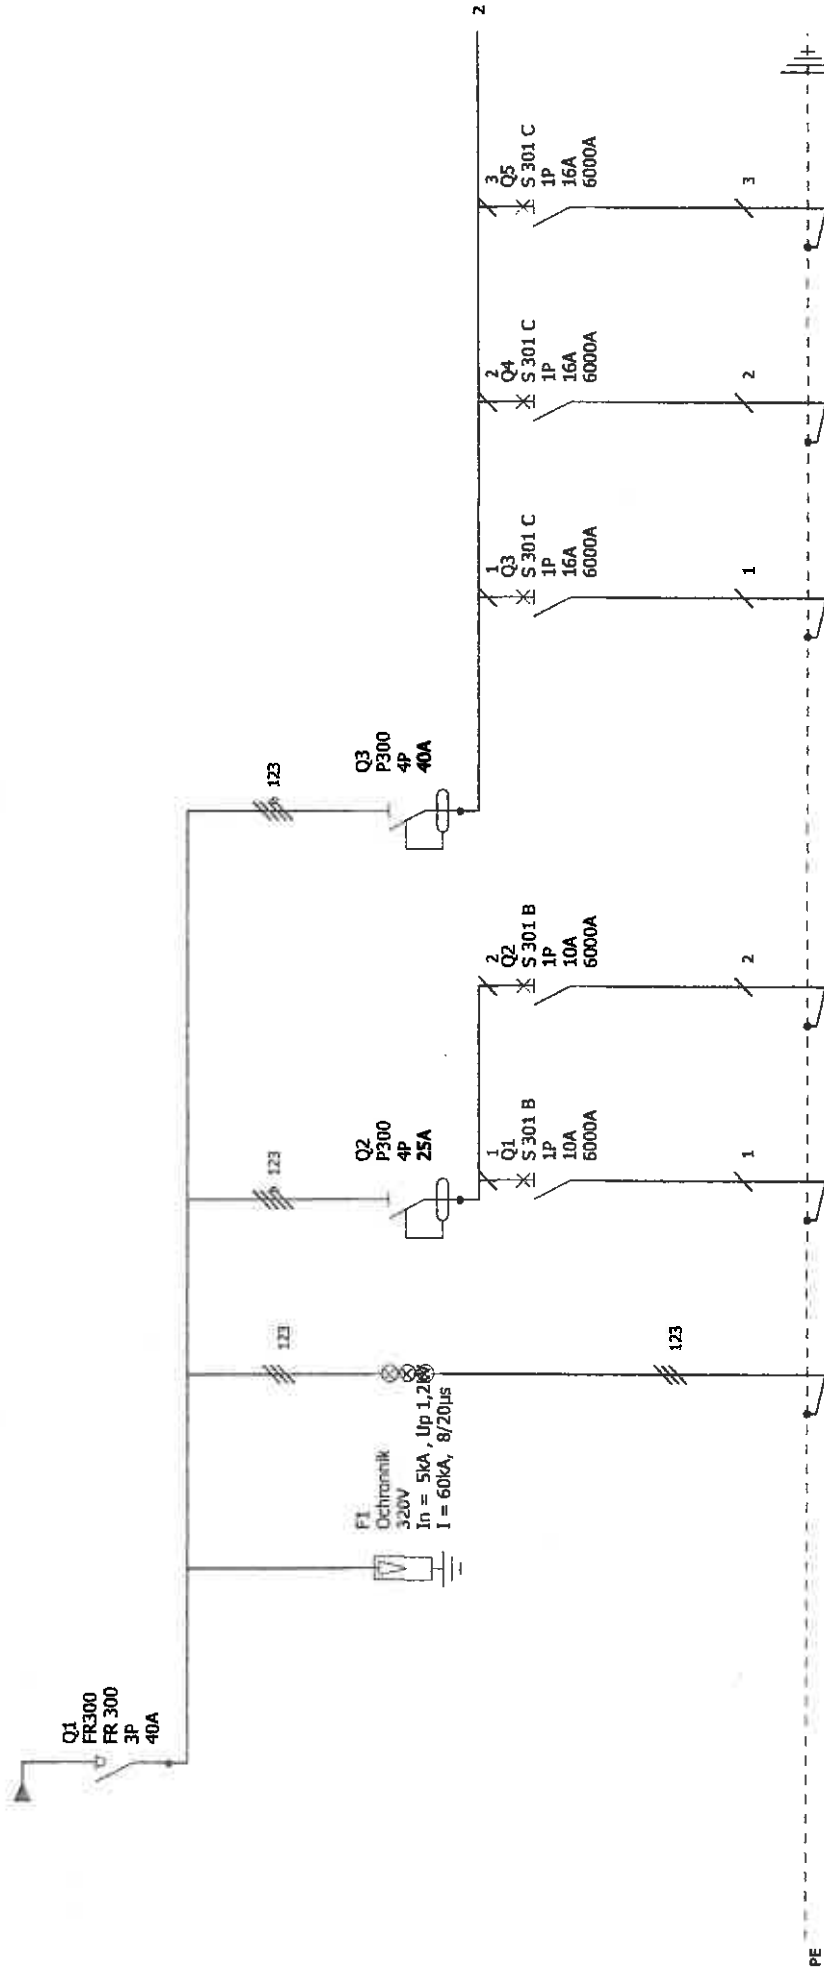 Q1
FR300
FR 300
3P
40A
F1
Ochronnik
320V
In = 5kA , Up 1,2kV
I = 60kA, 8/20µs
123
123
123
Q2
P300
4P
25A
1
Q1
S 301 B
1P
10A
6000A
1
2
Q2
S 301 B
1P
10A
6000A
2
123
Q3
P300
4P
40A
1
Q3
S 301 C
1P
16A
6000A
1
2
Q4
S 301 C
1P
16A
6000A
2
3
Q5
S 301 C
1P
16A
6000A
3
2
PE